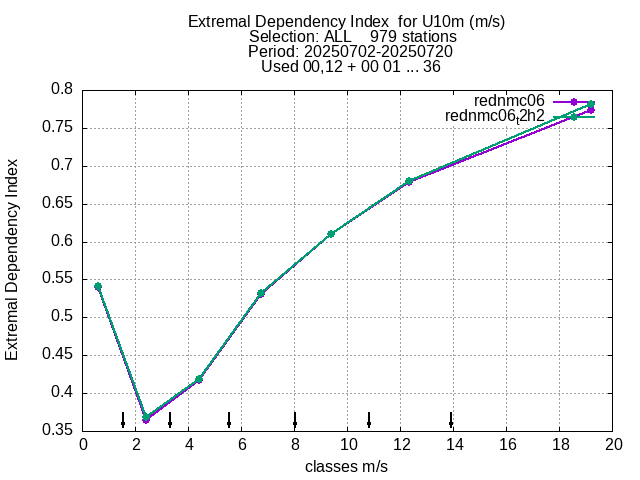 Extremal Dependency Index  for U10m (m/s)
Selection: ALL    979 stations
Period: 20250702-20250720
Used 00,12 + 00 01 ... 36
rednmc06
rednmc06_t2h2
0.8
0.75
0.7
0.65
0.6
0.55
0.5
0.45
0.4
0.35
Extremal Dependency Index
0 2 4 6 8 10 12 14 16 18 20
classes m/s